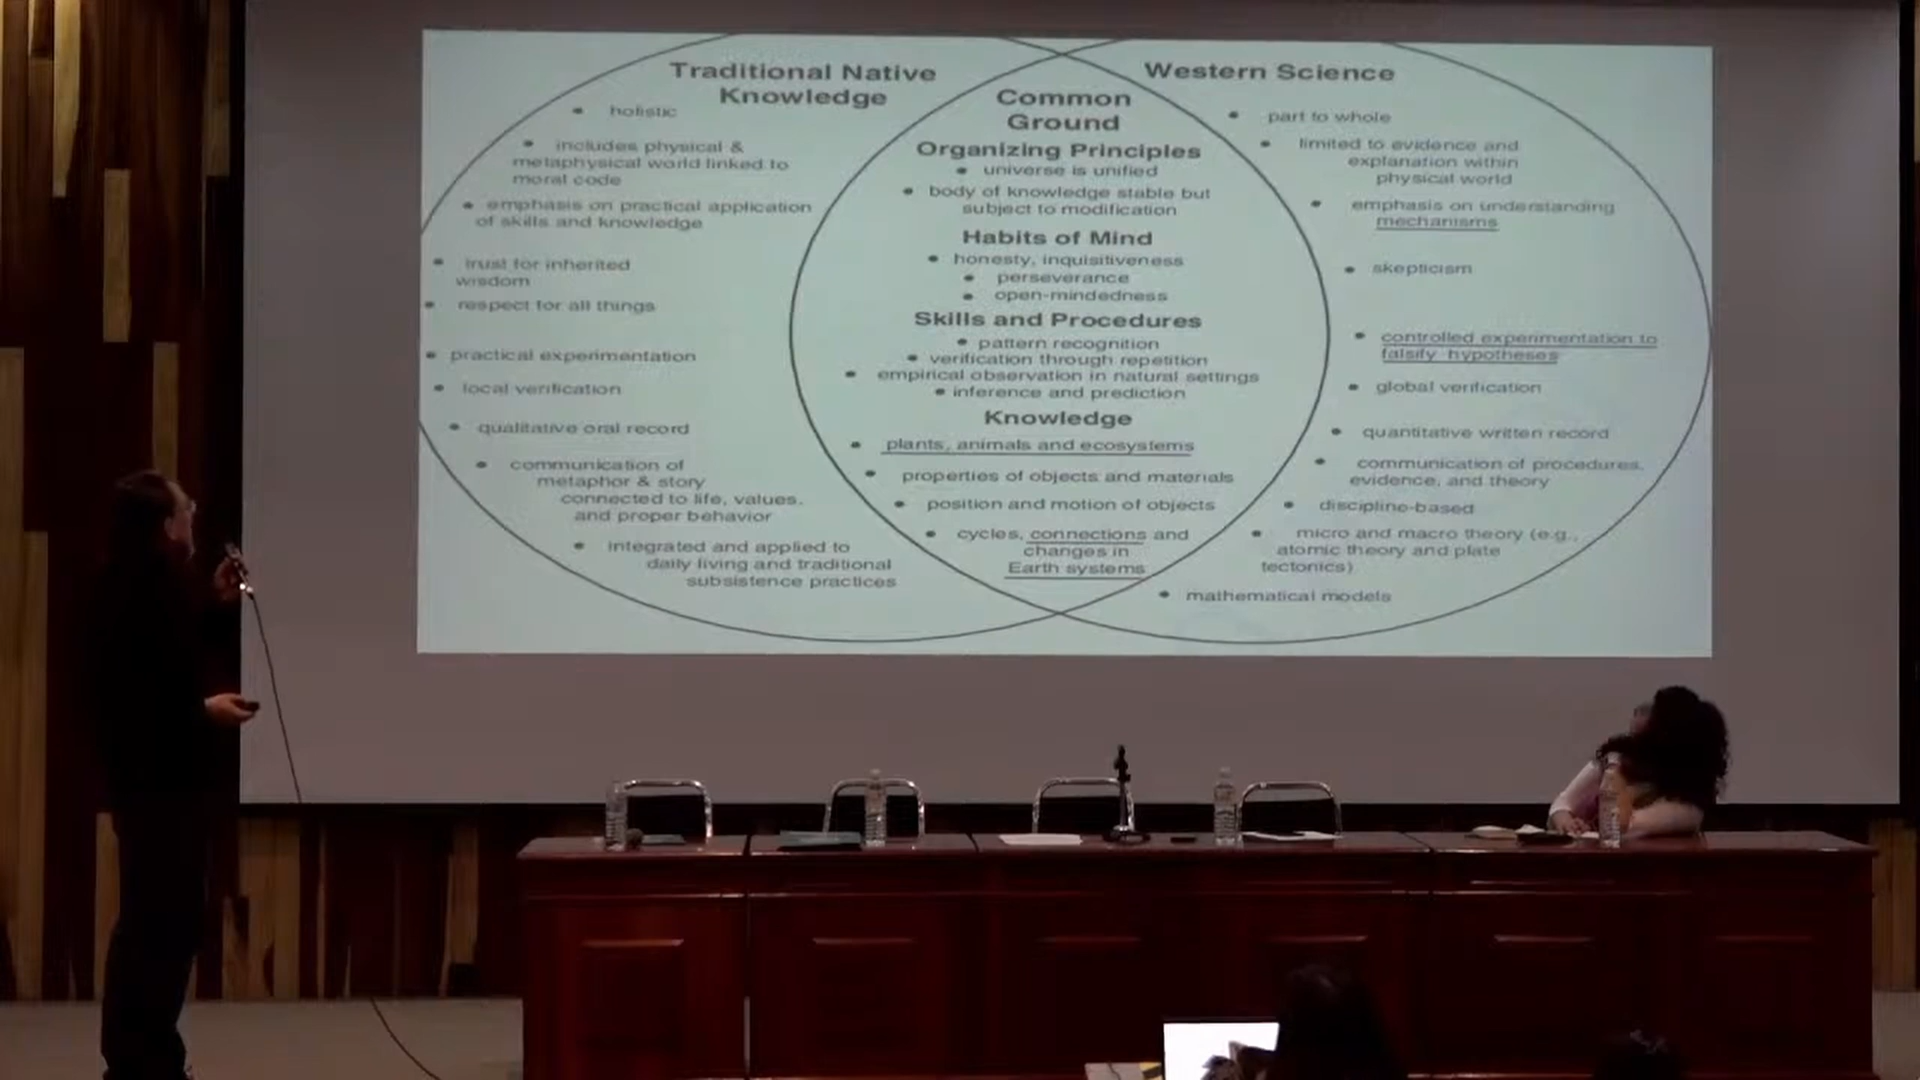 Traditional Native
Knowledge
• holistic
• includes physical &
metaphysical world linked to
moral code
• emphasis on practical application
of skills and knowledge
• trust for inherited
wisdom
• respect for all things
• practical experimentation
• local verification
• qualitative oral record
• communication of
metaphor & story
connected to life, values,
and proper behavior
• integrated and applied to
daily living and traditional
subsistence practices
Common
Ground
Organizing Principles
• universe is unified
• body of knowledge stable but
subject to modification
Habits of Mind
• honesty, inquisitiveness
• perseverance
• open-mindedness
Skills and Procedures
• pattern recognition
• verification through repetition
• empirical observation in natural settings
• inference and prediction
Knowledge
• plants, animals and ecosystems
• properties of objects and materials
• position and motion of objects
• cycles, connections and
changes in
Earth systems
Western Science
• part to whole
• limited to evidence and
explanation within
physical world
• emphasis on understanding
mechanisms
• skepticism
• controlled experimentation to
falsify hypotheses
• global verification
• quantitative written record
• communication of procedures,
evidence, and theory
• discipline-based
• micro and macro theory (e.g.,
atomic theory and plate
tectonics)
• mathematical models